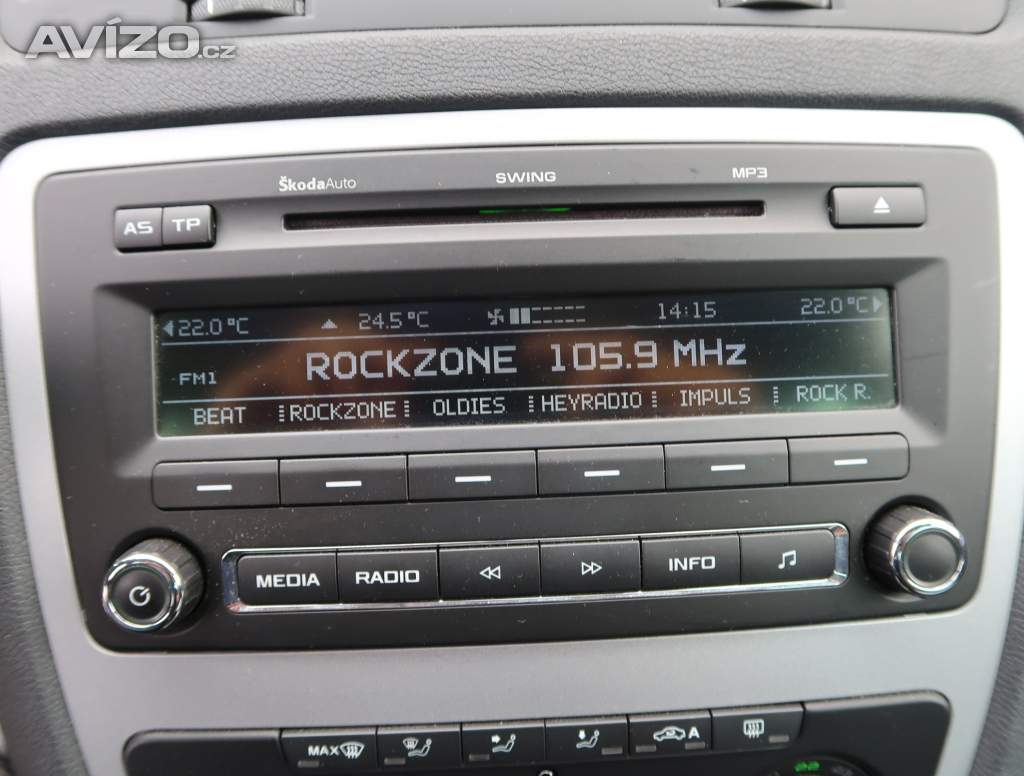 AVÍZO.cz
ŠkodaAuto SWING MP3
AS TP
22.0°C 24.5°C 14:15 22.0°C
FM1 ROCKZONE 105.9 MHz
BEAT ROCKZONE OLDIES HEYRADIO IMPULS ROCK R.
MEDIA RADIO INFO
MAX A
22